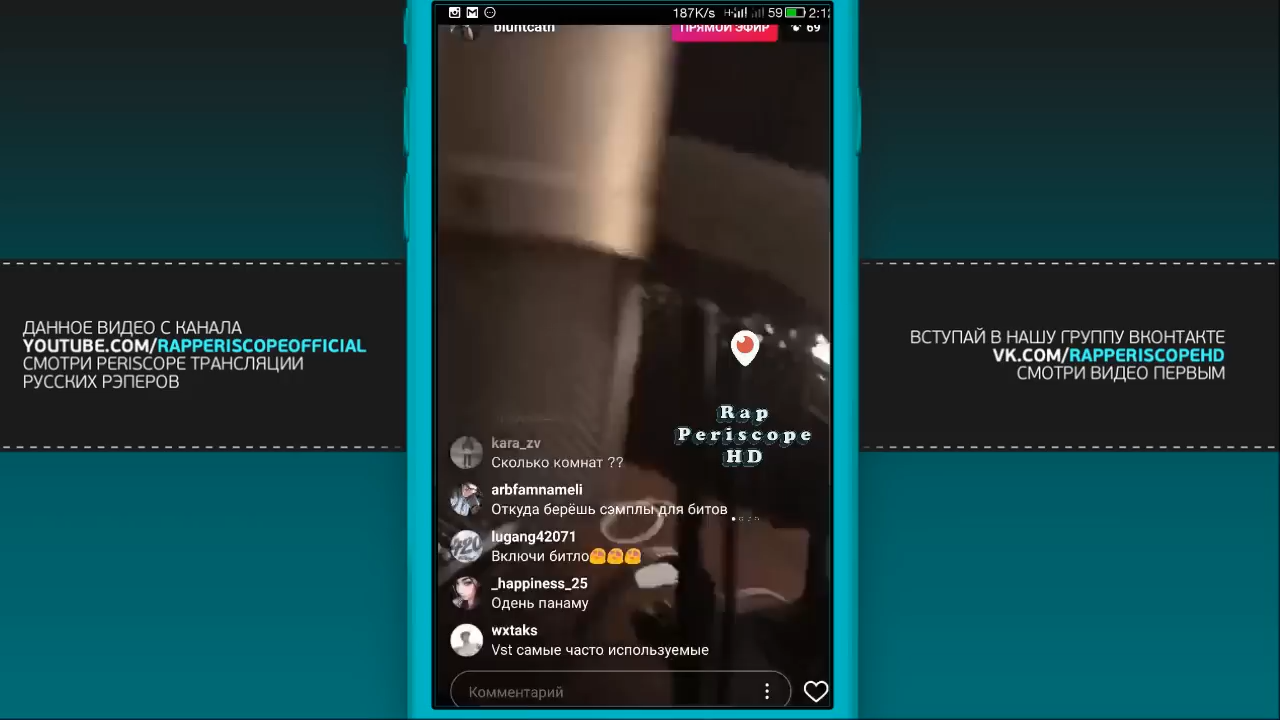 187K/s H 59 2:12
bluntcath
ПРЯМОЙ ЭФИР
69
ДАННОЕ ВИДЕО С КАНАЛА
YOUTUBE.COM/RAPPERISCOPEOFFICIAL
СМОТРИ PERISCOPE ТРАНСЛЯЦИИ
РУССКИХ РЭПЕРОВ
ВСТУПАЙ В НАШУ ГРУППУ ВКОНТАКТЕ
VK.COM/RAPPERISCOPEHD
СМОТРИ ВИДЕО ПЕРВЫМ
Rap
Periscope
HD
kara_zv
Сколько комнат ??
arbfamnameli
Откуда берёшь сэмплы для битов
lugang42071
Включи битло😍😍😍
_happiness_25
Одень панаму
wxtaks
Vst самые часто используемые
Комментарий